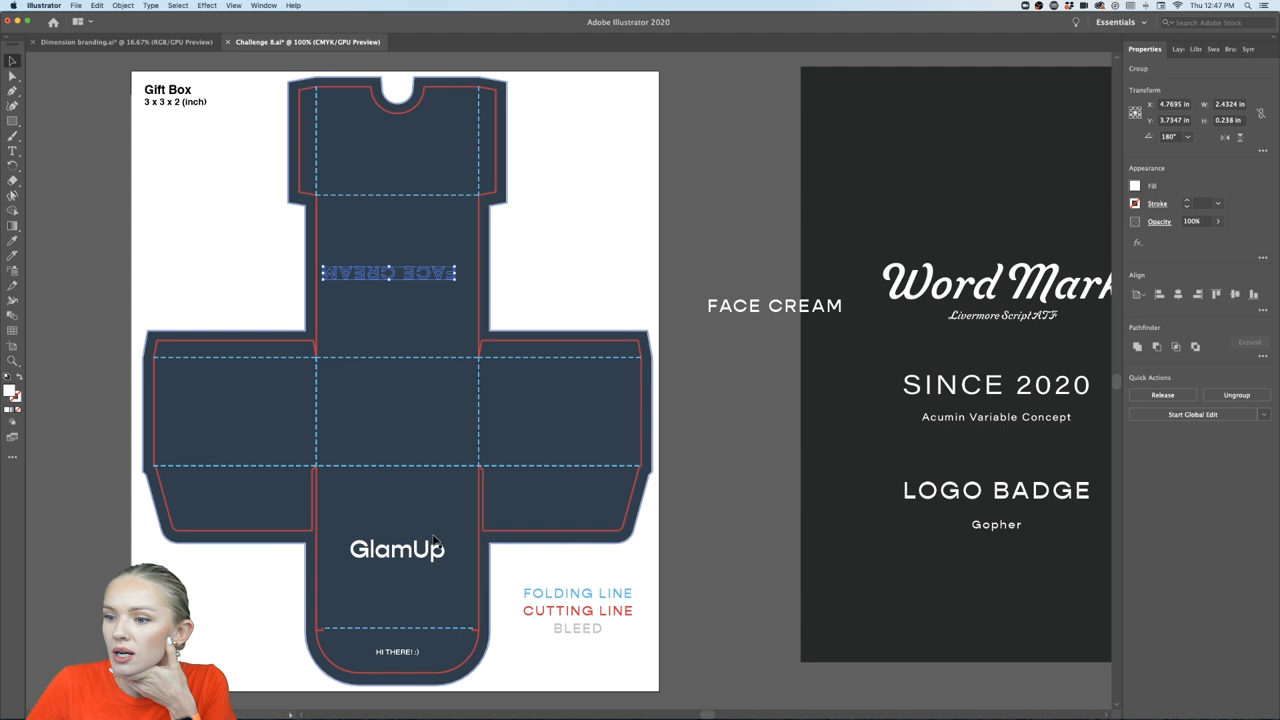 Illustrator File Edit Object Type Select Effect View Window Help
Thu 12:47 PM
Adobe Illustrator 2020
Essentials
Search Adobe Stock
Dimension branding.ai* @ 16.67% (RGB/GPU Preview)
Challenge 8.ai* @ 100% (CMYK/GPU Preview)
Properties
Gift Box
3 x 3 x 2 (inch)
FACE CREAM
FACE CREAM
GlamUp
HI THERE! :)
FOLDING LINE
CUTTING LINE
BLEED
Word Mark
Livermore Script ATF
SINCE 2020
Acumin Variable Concept
LOGO BADGE
Gopher
Group
Transform
X: 4.7695 in W: 2.4324 in
Y: 3.7347 in H: 0.238 in
180°
Appearance
Fill
Stroke
Opacity 100%
fx.
Align
Pathfinder
Expand
Quick Actions
Release Ungroup
Start Global Edit